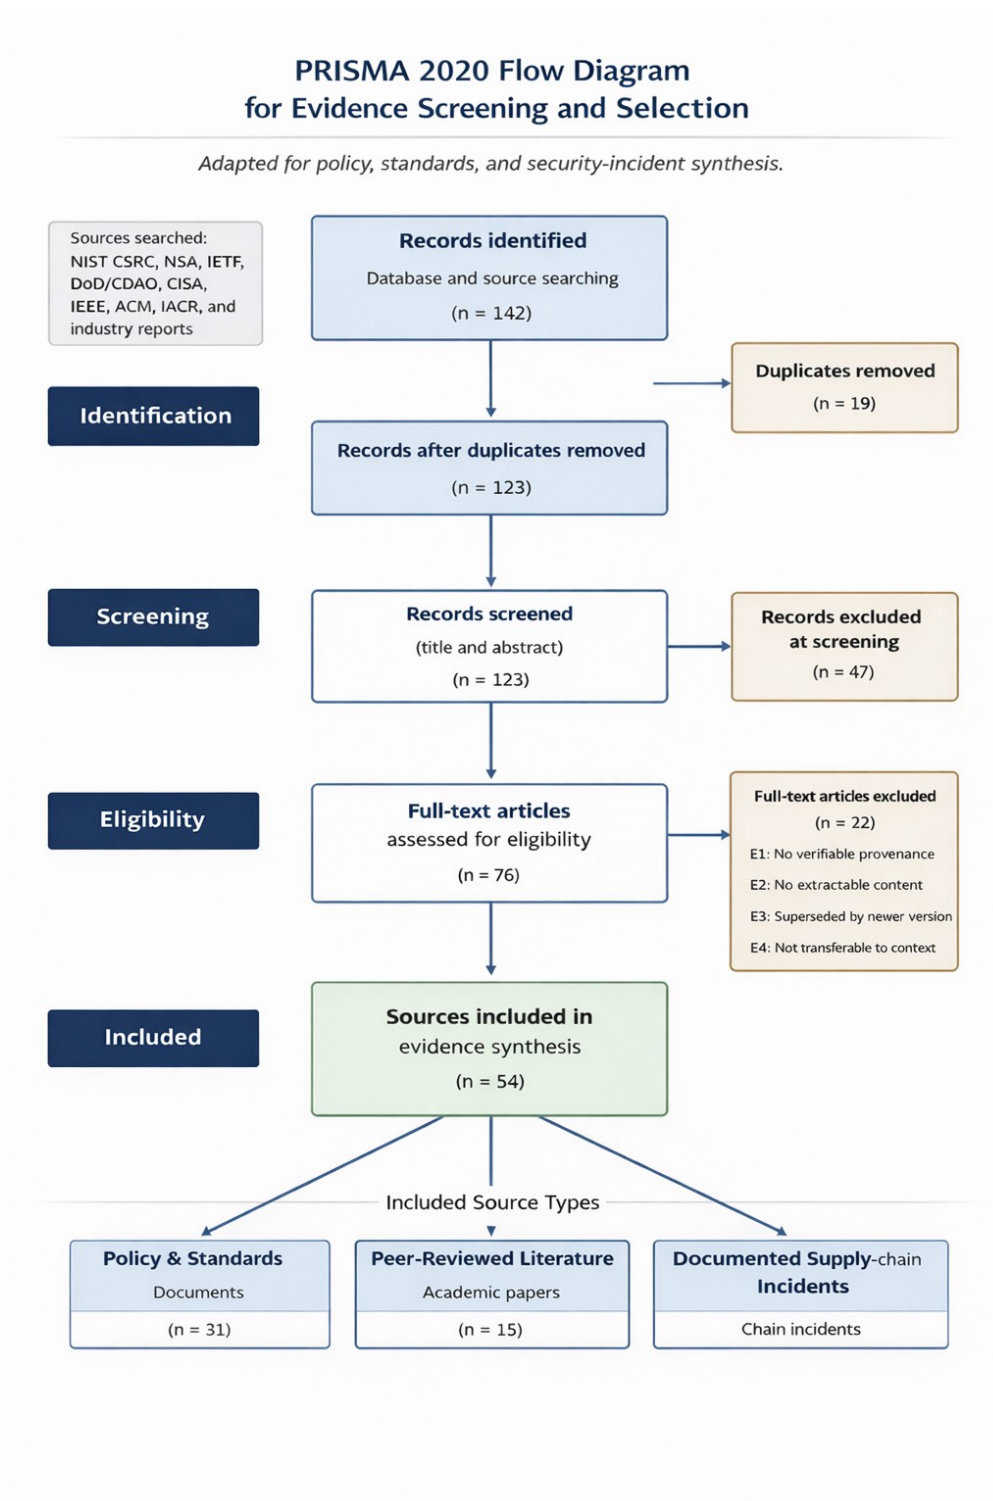 PRISMA 2020 Flow Diagram
for Evidence Screening and Selection
Adapted for policy, standards, and security-incident synthesis.
Sources searched:
NIST CSRC, NSA, IETF,
DoD/CDAO, CISA,
IEEE, ACM, IACR, and
industry reports
Records identified
Database and source searching
(n = 142)
Duplicates removed
(n = 19)
Identification
Records after duplicates removed
(n = 123)
Screening
Records screened
(title and abstract)
(n = 123)
Records excluded
at screening
(n = 47)
Eligibility
Full-text articles
assessed for eligibility
(n = 76)
Full-text articles excluded
(n = 22)
E1: No verifiable provenance
E2: No extractable content
E3: Superseded by newer version
E4: Not transferable to context
Included
Sources included in
evidence synthesis
(n = 54)
Included Source Types
Policy & Standards
Documents
(n = 31)
Peer-Reviewed Literature
Academic papers
(n = 15)
Documented Supply-chain
Incidents
Chain incidents